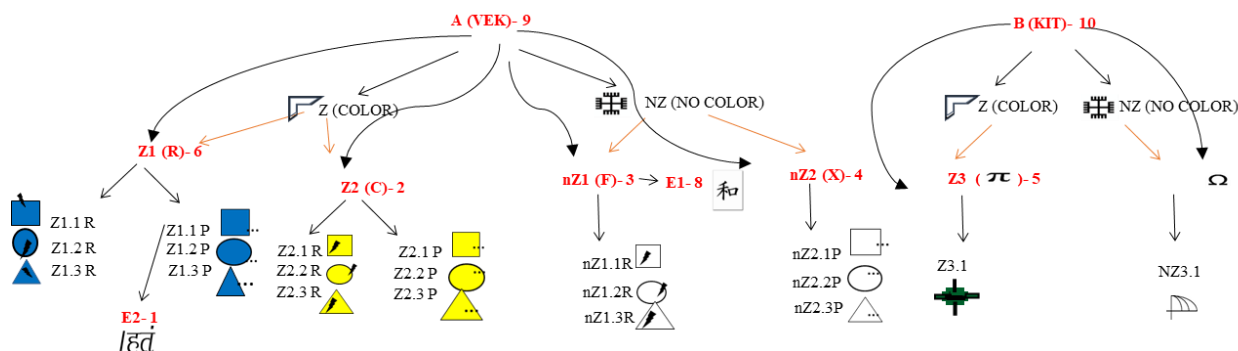 A (VEK)- 9
B (KIT)- 10
Z (COLOR)
NZ (NO COLOR)
Z (COLOR)
NZ (NO COLOR)
Z1 (R)- 6
Z2 (C)- 2
nZ1 (F)- 3
E1- 8
和
nZ2 (X)- 4
Z3 ( π )- 5
Ω
Z1.1 R
Z1.2 R
Z1.3 R
Z1.1 P
Z1.2 P
Z1.3 P
Z2.1 R
Z2.2R
Z2.3 R
Z2.1 P
Z2.2 P
Z2.3 P
nZ1.1R
nZ1.2R
nZ1.3R
nZ2.1P
nZ2.2P
nZ2.3P
Z3.1
NZ3.1
E2- 1